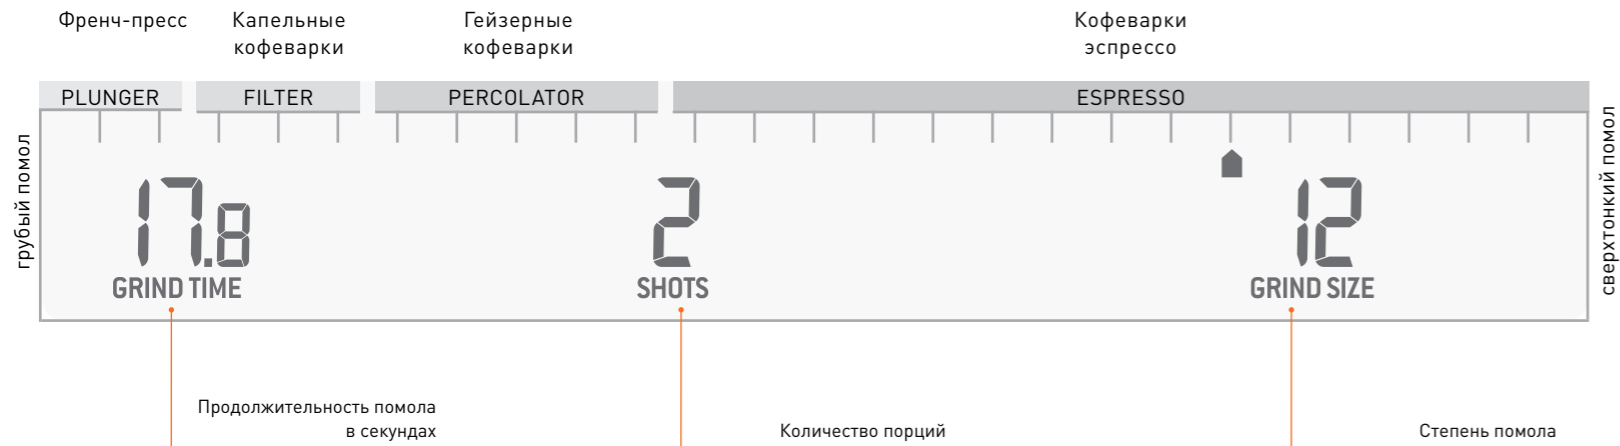 Френч-пресс
Капельные
кофеварки
Гейзерные
кофеварки
Кофеварки
эспрессо
PLUNGER
FILTER
PERCOLATOR
ESPRESSO
грубый помол
17.8
GRIND TIME
2
SHOTS
12
GRIND SIZE
сверхтонкий помол
Продолжительность помола
в секундах
Количество порций
Степень помола